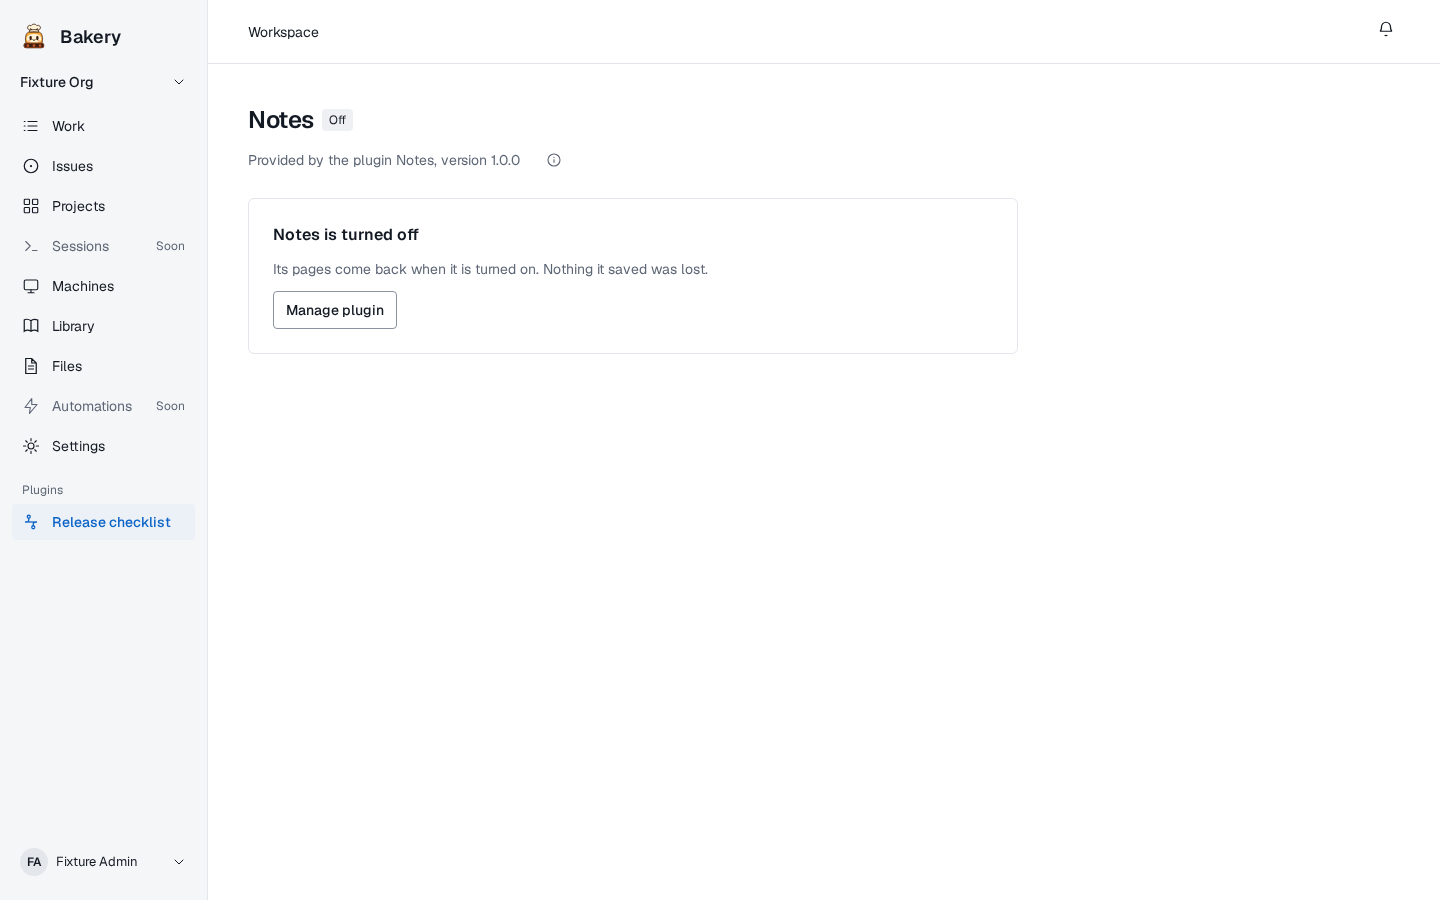 Bakery
Fixture Org
Work
Issues
Projects
Sessions Soon
Machines
Library
Files
Automations Soon
Settings
Plugins
Release checklist
FA Fixture Admin
Workspace
Notes Off
Provided by the plugin Notes, version 1.0.0
Notes is turned off
Its pages come back when it is turned on. Nothing it saved was lost.
Manage plugin